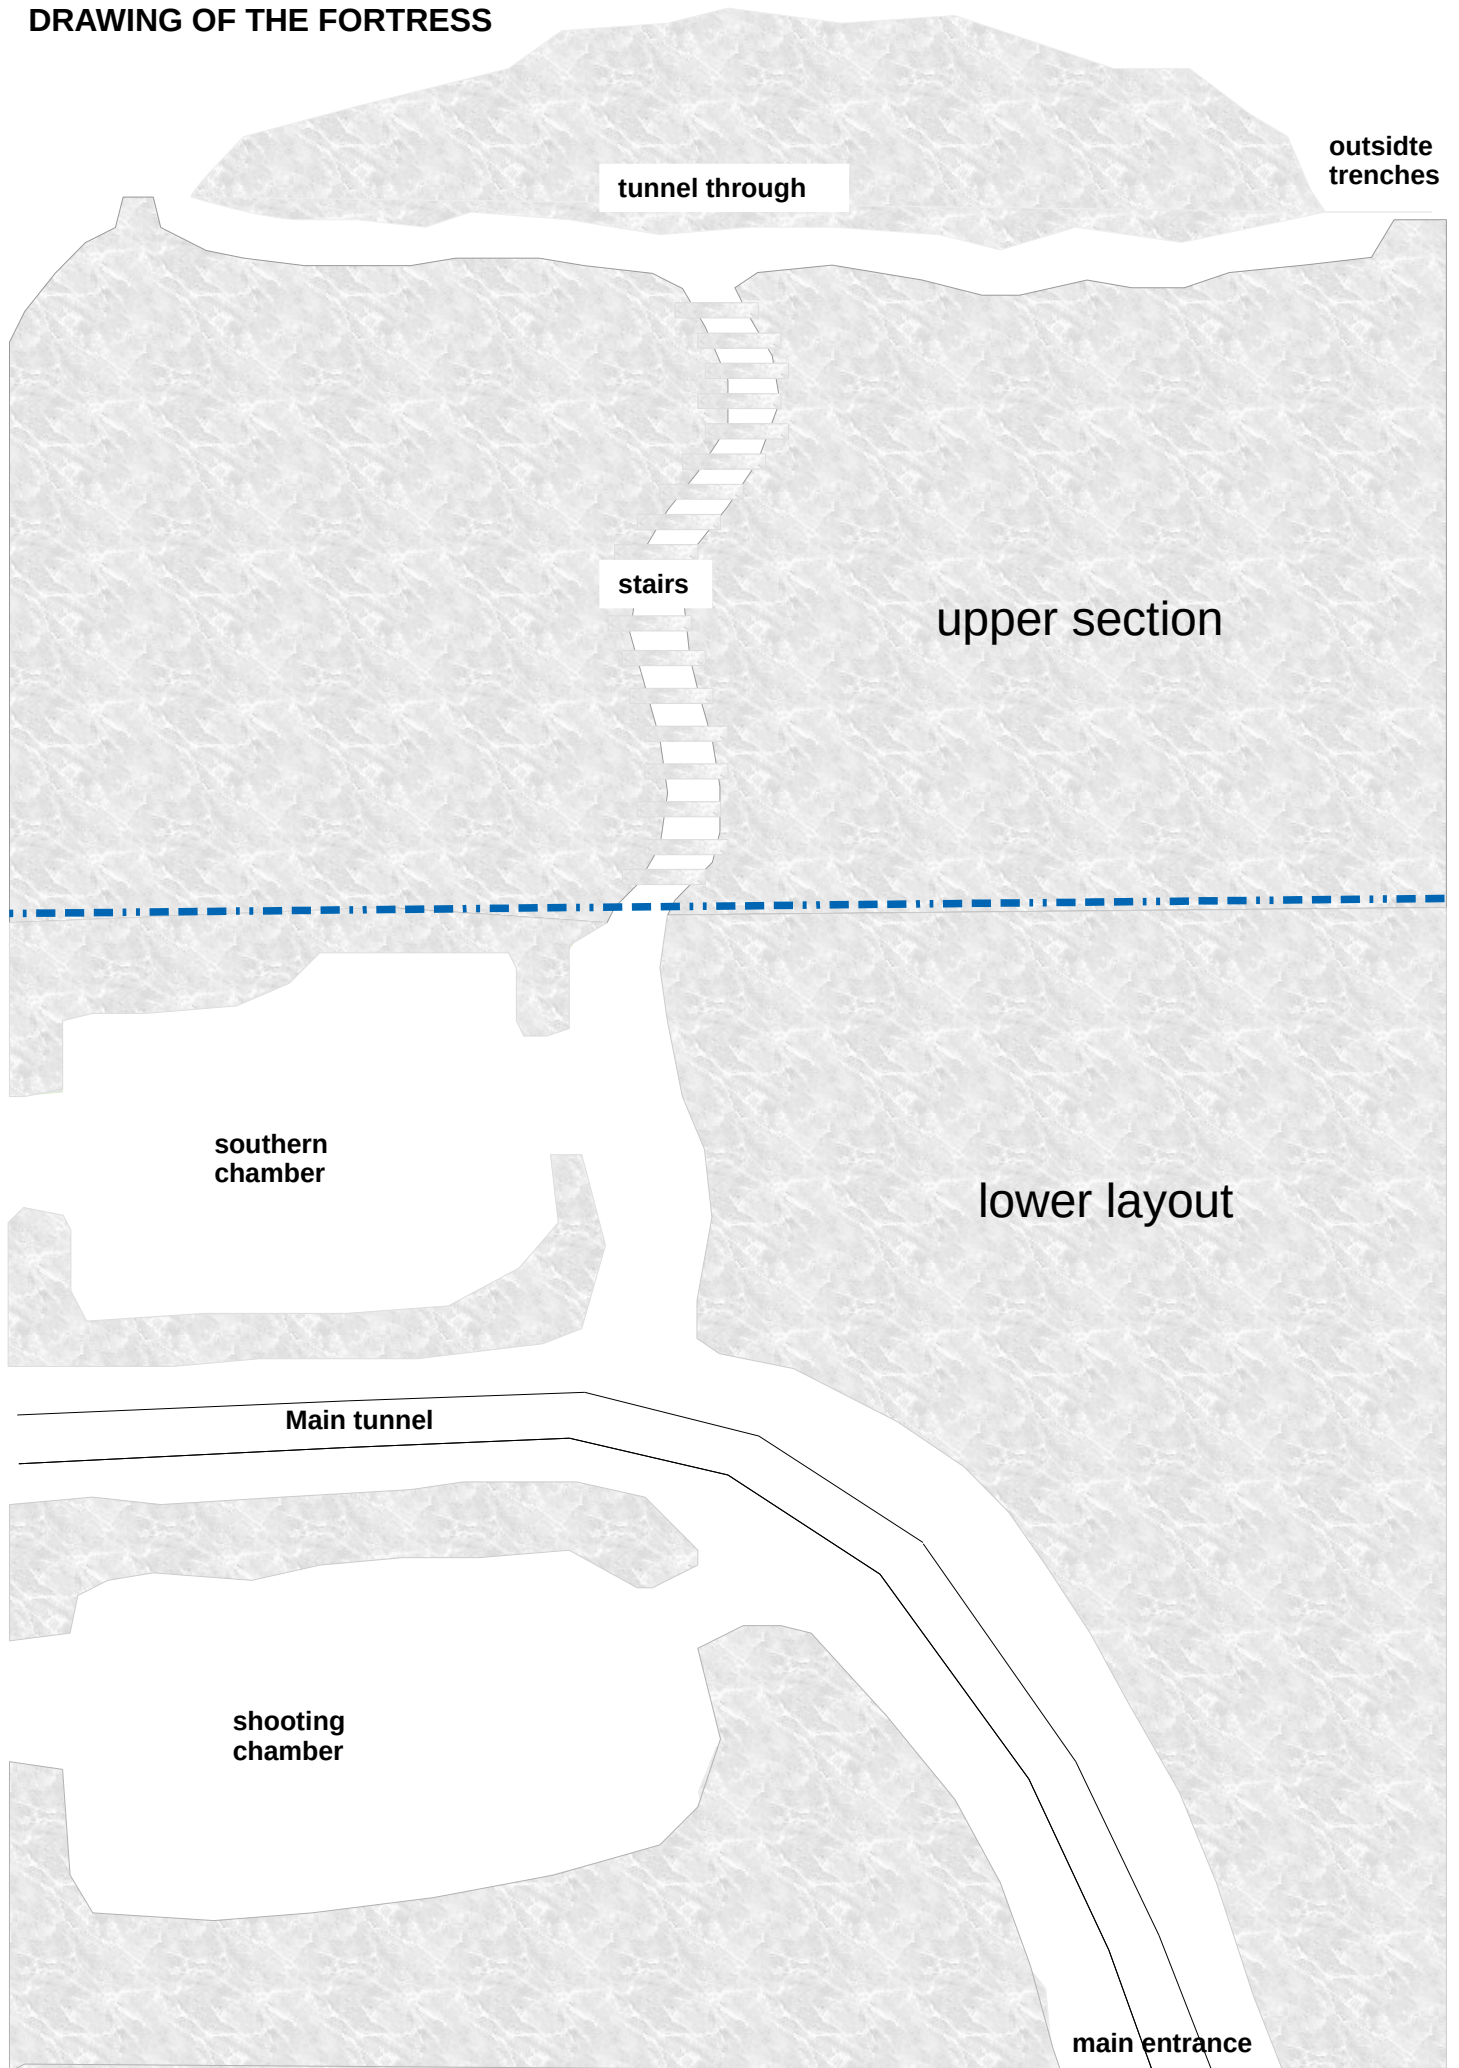 DRAWING OF THE FORTRESS
outsidte
trenches
tunnel through
stairs
upper section
southern
chamber
lower layout
Main tunnel
shooting
chamber
main entrance